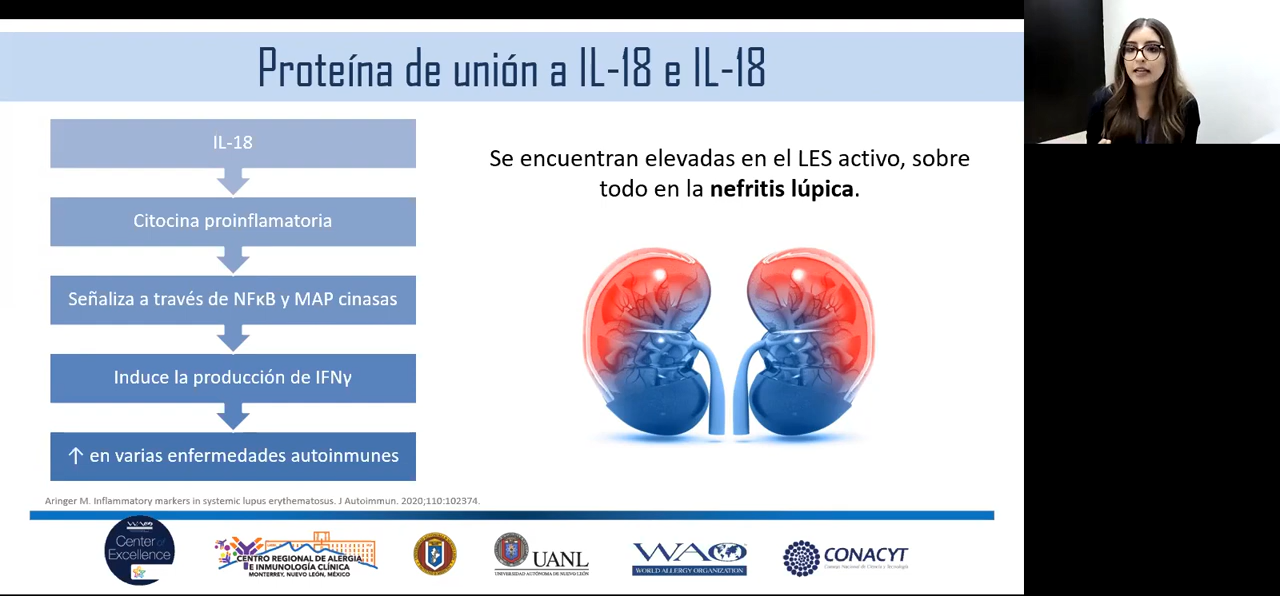 Proteína de unión a IL-18 e IL-18
IL-18
Citocina proinflamatoria
Señaliza a través de NFκB y MAP cinasas
Induce la producción de IFNγ
↑ en varias enfermedades autoinmunes
Se encuentran elevadas en el LES activo, sobre
todo en la nefritis lúpica.
Aringer M. Inflammatory markers in systemic lupus erythematosus. J Autoimmun. 2020;110:102374.
WAO
Center of
Excellence
CENTRO REGIONAL DE ALERGIA
E INMUNOLOGÍA CLÍNICA
MONTERREY, NUEVO LEÓN, MÉXICO
UANL
UNIVERSIDAD AUTÓNOMA DE NUEVO LEÓN
WAO
WORLD ALLERGY ORGANIZATION
CONACYT
Consejo Nacional de Ciencia y Tecnología